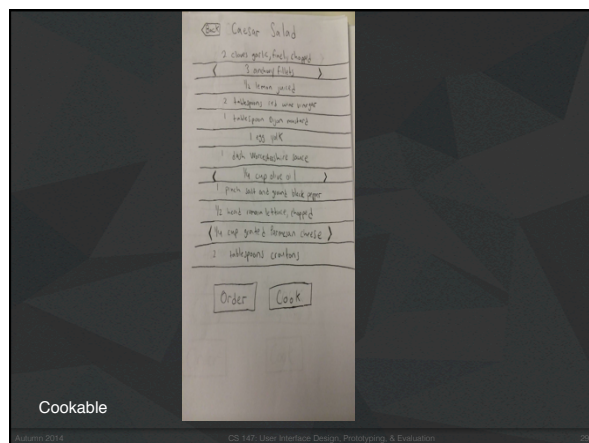 Back Caesar Salad
2 cloves garlic, finely chopped
< 3 anchovy fillets >
1/2 lemon juiced
2 tablespoons red wine vinegar
1 tablespoon Dijon mustard
1 egg yolk
1 dash Worcestershire sauce
< 1/4 cup olive oil >
1 pinch salt and ground black pepper
1/2 head romain lettuce, chopped
< 1/4 cup grated Parmesan cheese >
2 tablespoons croutons
Order Cook
Cookable
Autumn 2014 CS 147: User Interface Design, Prototyping, & Evaluation 29